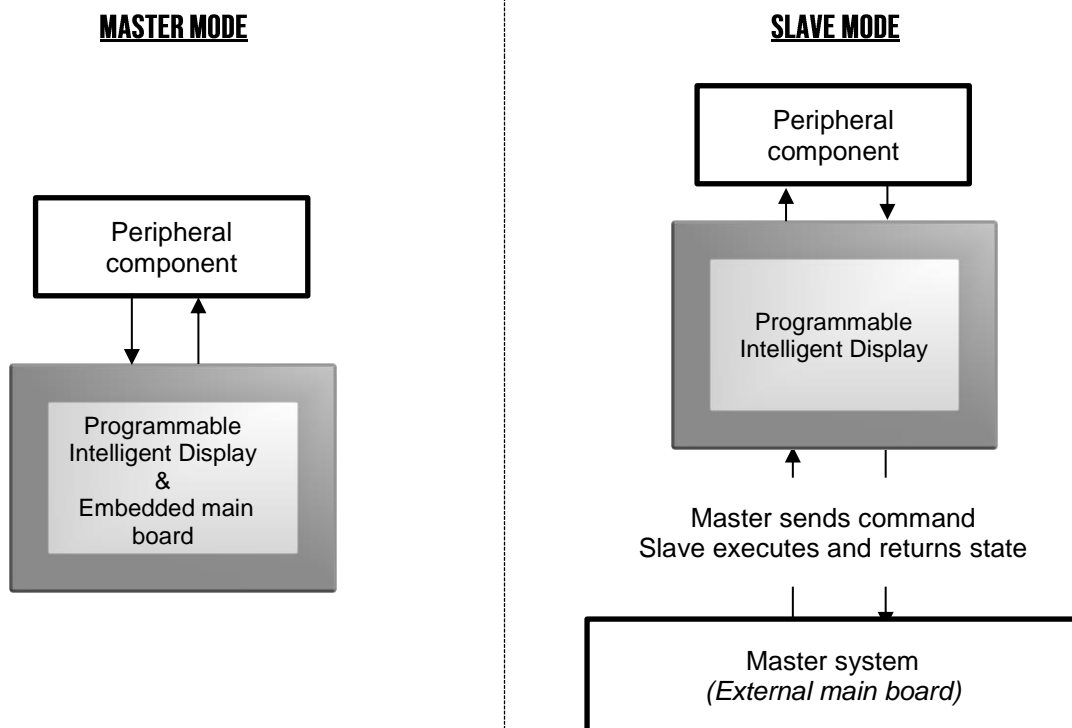 MASTER MODE
Peripheral
component
Programmable
Intelligent Display
&
Embedded main
board
SLAVE MODE
Peripheral
component
Programmable
Intelligent Display
Master sends command
Slave executes and returns state
Master system
(External main board)